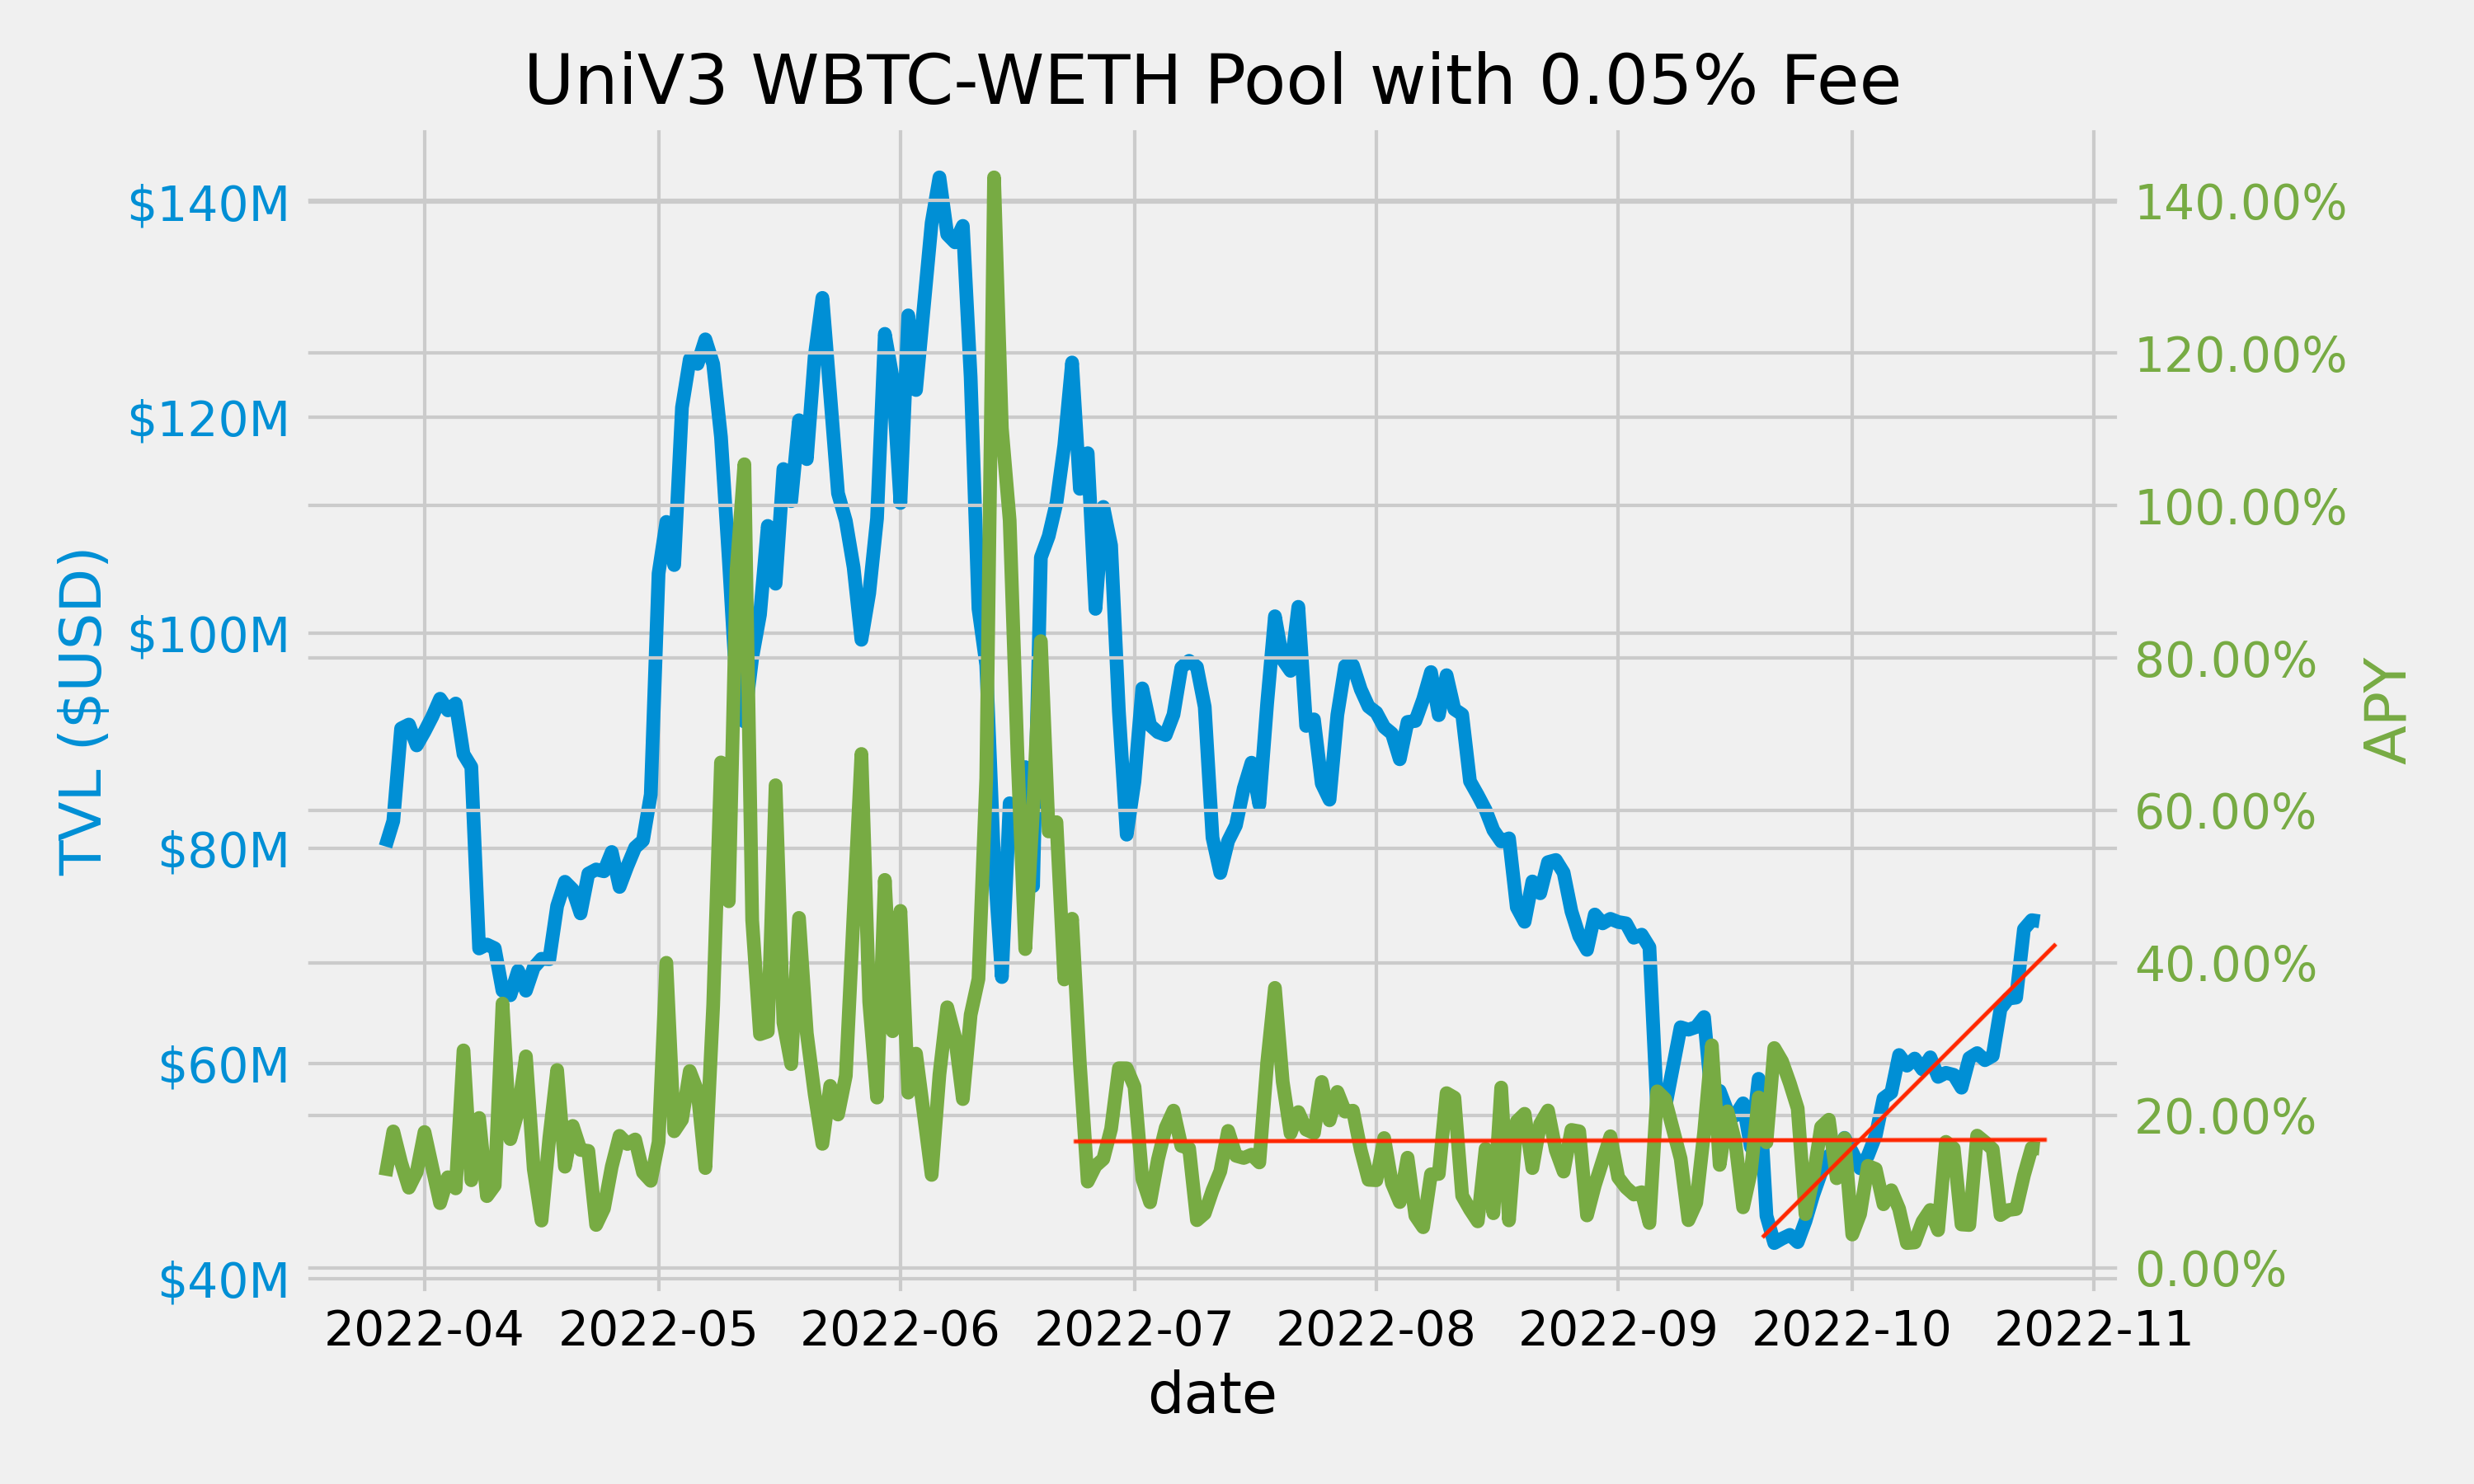 UniV3 WBTC-WETH Pool with 0.05% Fee
TVL ($USD)
$140M
$120M
$100M
$80M
$60M
$40M
140.00%
120.00%
100.00%
80.00%
60.00%
40.00%
20.00%
0.00%
APY
2022-04 2022-05 2022-06 2022-07 2022-08 2022-09 2022-10 2022-11
date